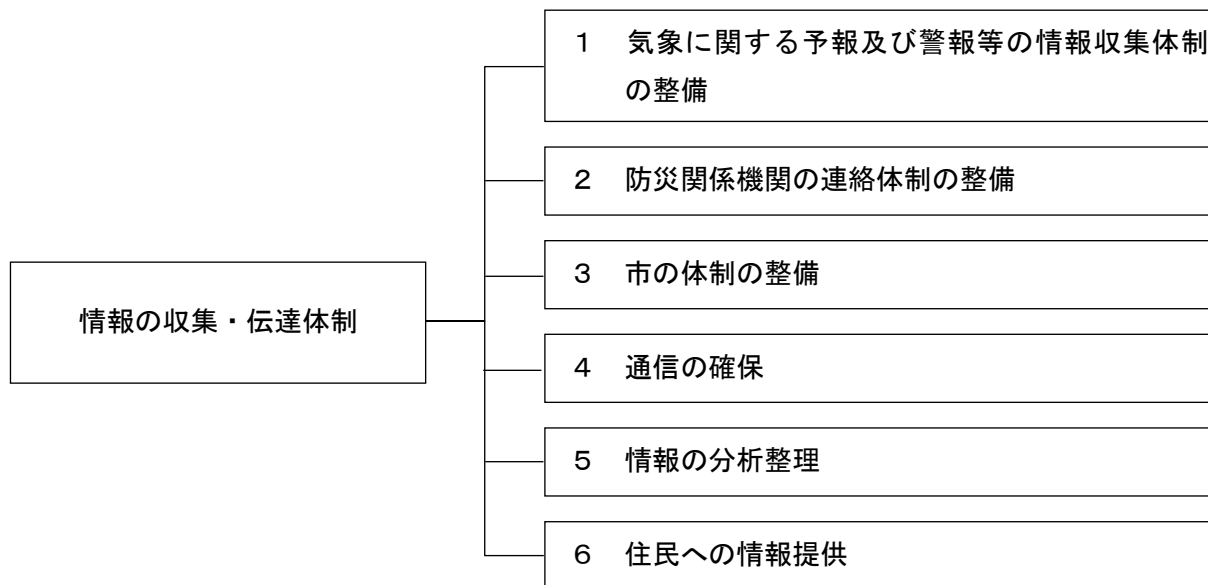 1 気象に関する予報及び警報等の情報収集体制
の整備
2 防災関係機関の連絡体制の整備
3 市の体制の整備
情報の収集・伝達体制
4 通信の確保
5 情報の分析整理
6 住民への情報提供